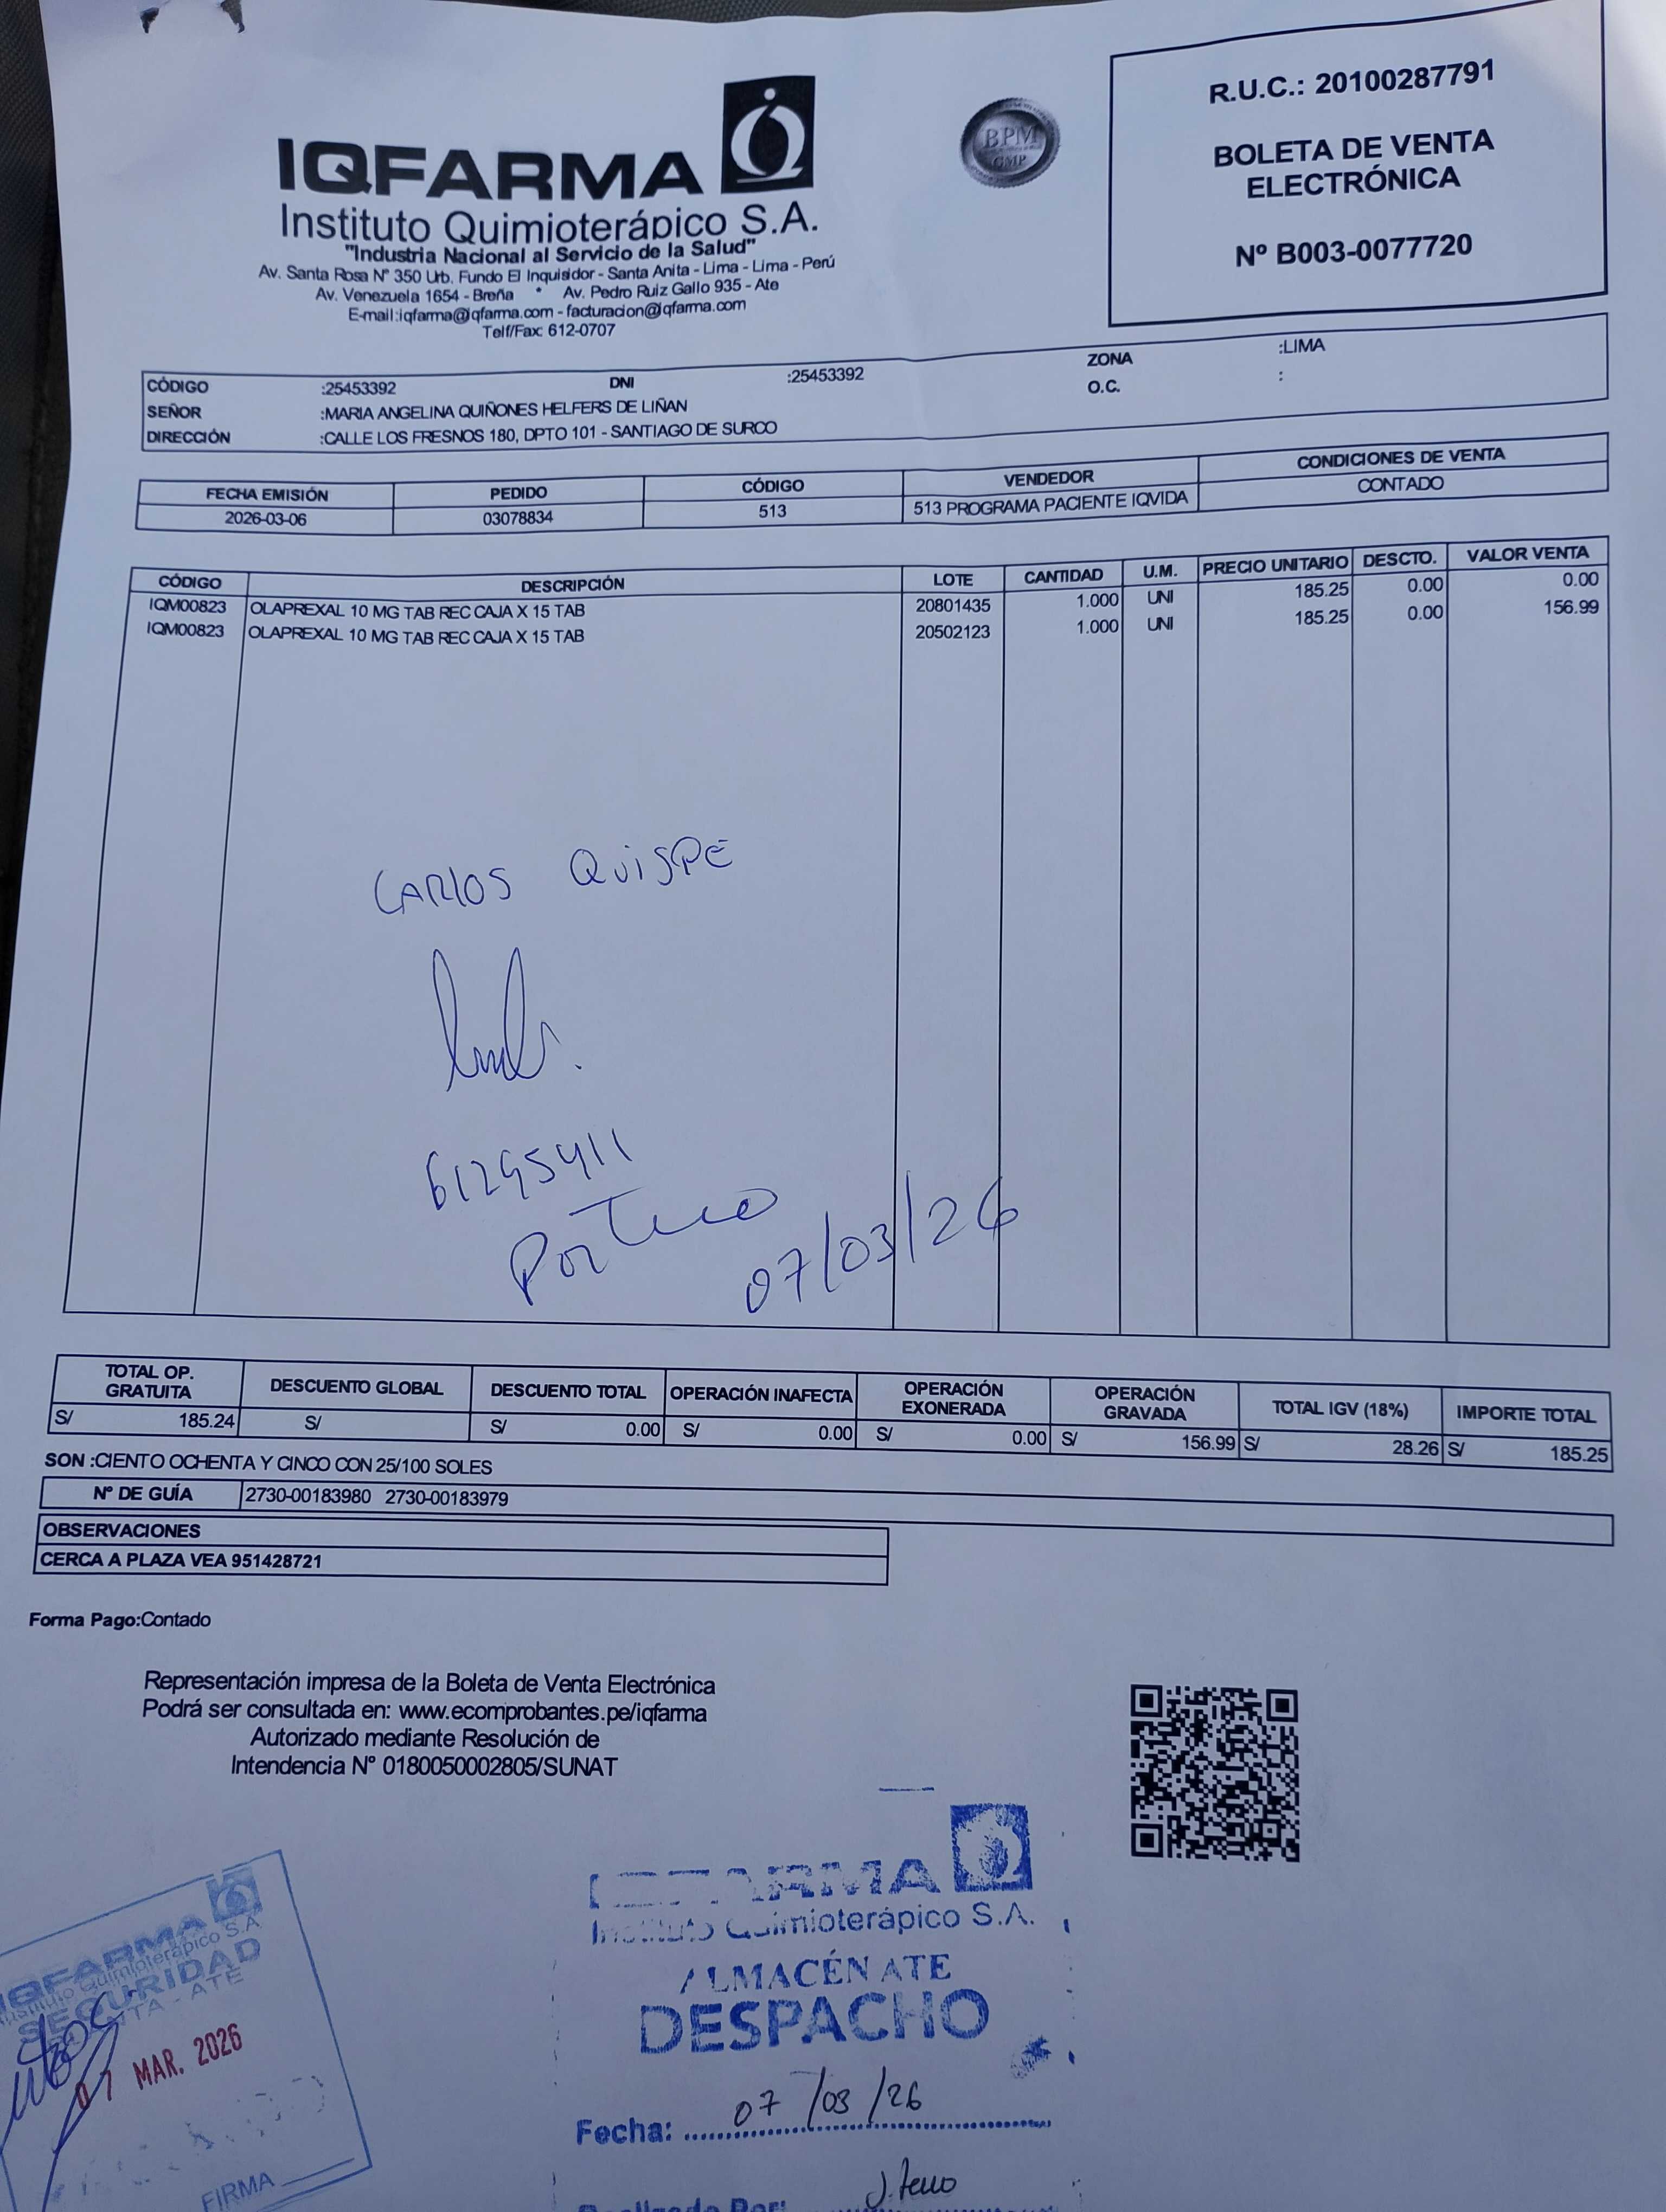 IQFARMA
Instituto Quimioterápico S.A.
"Industria Nacional al Servicio de la Salud"
Av. Santa Rosa Nº 350 Urb. Fundo El Inquisidor - Santa Anita - Lima - Lima - Perú
Av. Venezuela 1654 - Breña * Av. Pedro Ruiz Gallo 935 - Ate
E-mail:iqfarma@iqfarma.com - facturacion@iqfarma.com
Telf/Fax: 612-0707
BPM
GMP
R.U.C.: 20100287791
BOLETA DE VENTA
ELECTRÓNICA
Nº B003-0077720
CÓDIGO :25453392 DNI :25453392 ZONA :LIMA
SEÑOR :MARIA ANGELINA QUIÑONES HELFERS DE LIÑAN O.C. :
DIRECCIÓN :CALLE LOS FRESNOS 180, DPTO 101 - SANTIAGO DE SURCO
FECHA EMISIÓN PEDIDO CÓDIGO VENDEDOR CONDICIONES DE VENTA
2026-03-06 03078834 513 513 PROGRAMA PACIENTE IQVIDA CONTADO
CÓDIGO DESCRIPCIÓN LOTE CANTIDAD U.M. PRECIO UNITARIO DESCTO. VALOR VENTA
IQM00823 OLAPREXAL 10 MG TAB REC CAJA X 15 TAB 20801435 1.000 UNI 185.25 0.00 0.00
IQM00823 OLAPREXAL 10 MG TAB REC CAJA X 15 TAB 20502123 1.000 UNI 185.25 0.00 156.99
CARLOS QUISPE
61295411
Portero
07/03/26
TOTAL OP. GRATUITA DESCUENTO GLOBAL DESCUENTO TOTAL OPERACIÓN INAFECTA OPERACIÓN EXONERADA OPERACIÓN GRAVADA TOTAL IGV (18%) IMPORTE TOTAL
S/ 185.24 S/ S/ 0.00 S/ 0.00 S/ 0.00 S/ 156.99 S/ 28.26 S/ 185.25
SON :CIENTO OCHENTA Y CINCO CON 25/100 SOLES
Nº DE GUÍA 2730-00183980 2730-00183979
OBSERVACIONES
CERCA A PLAZA VEA 951428721
Forma Pago:Contado
Representación impresa de la Boleta de Venta Electrónica
Podrá ser consultada en: www.ecomprobantes.pe/iqfarma
Autorizado mediante Resolución de
Intendencia Nº 0180050002805/SUNAT
IQFARMA
Instituto Quimioterápico S.A.
SEGURIDAD
ATE
07 MAR. 2026
FIRMA
IQFARMA
Instituto Quimioterápico S.A.
ALMACÉN ATE
DESPACHO
Fecha: 07/03/26